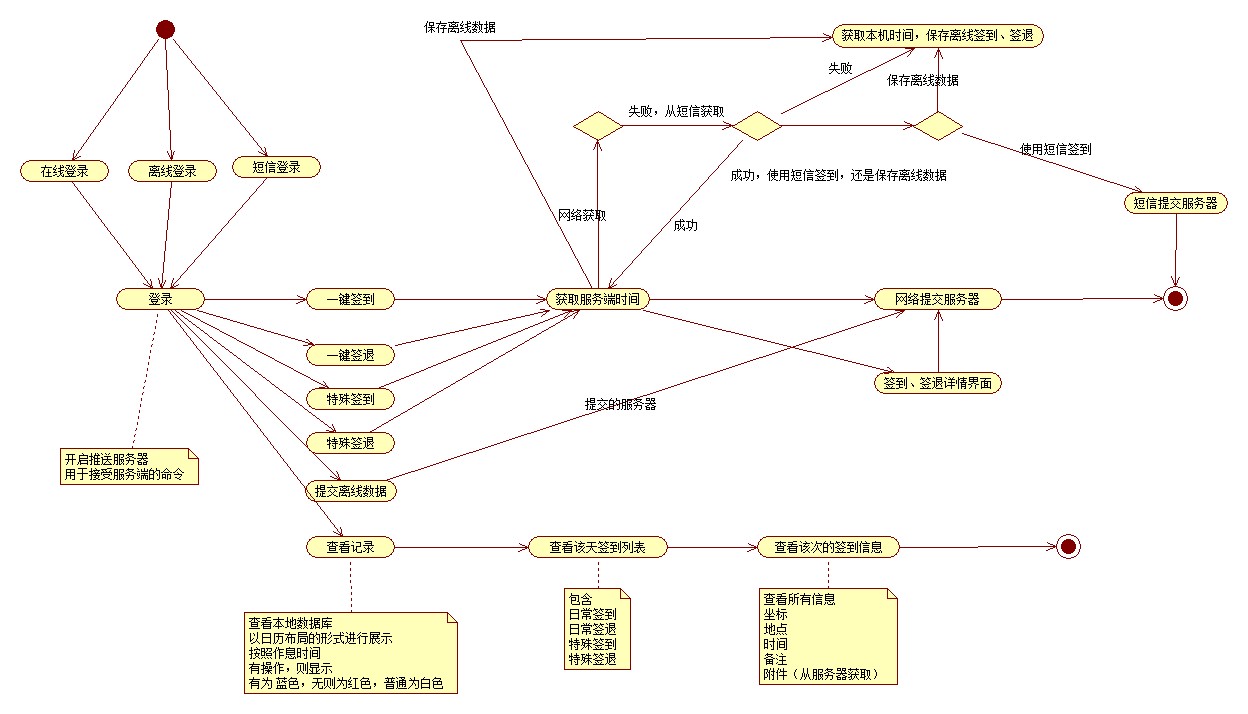 保存离线数据
获取本机时间，保存离线签到、签退
失败
保存离线数据
失败，从短信获取
使用短信签到
在线登录
离线登录
短信登录
成功，使用短信签到，还是保存离线数据
短信提交服务器
网络获取
成功
登录
一键签到
获取服务端时间
网络提交服务器
一键签退
签到、签退详情界面
特殊签到
提交的服务器
特殊签退
开启推送服务器
用于接受服务端的命令
提交离线数据
查看记录
查看该天签到列表
查看该次的签到信息
查看本地数据库
以日历布局的形式进行展示
按照作息时间
有操作，则显示
有为 蓝色，无则为红色，普通为白色
包含
日常签到
日常签退
特殊签到
特殊签退
查看所有信息
坐标
地点
时间
备注
附件（从服务器获取）